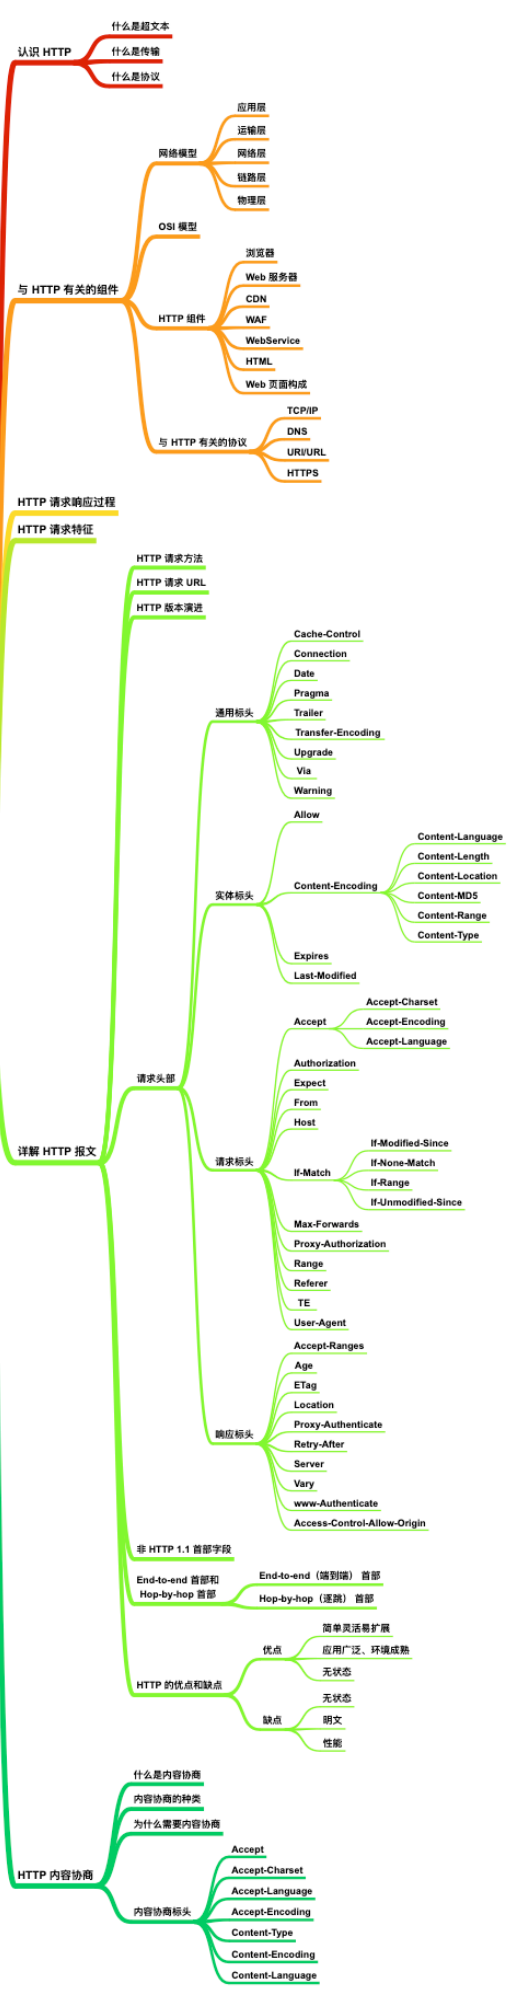 认识 HTTP
什么是超文本
什么是传输
什么是协议
与 HTTP 有关的组件
网络模型
应用层
运输层
网络层
链路层
物理层
OSI 模型
HTTP 组件
浏览器
Web 服务器
CDN
WAF
WebService
HTML
Web 页面构成
与 HTTP 有关的协议
TCP/IP
DNS
URI/URL
HTTPS
HTTP 请求响应过程
HTTP 请求特征
详解 HTTP 报文
HTTP 请求方法
HTTP 请求 URL
HTTP 版本演进
请求头部
通用标头
Cache-Control
Connection
Date
Pragma
Trailer
Transfer-Encoding
Upgrade
Via
Warning
实体标头
Allow
Content-Encoding
Content-Language
Content-Length
Content-Location
Content-MD5
Content-Range
Content-Type
Expires
Last-Modified
请求标头
Accept
Accept-Charset
Accept-Encoding
Accept-Language
Authorization
Expect
From
Host
If-Match
If-Modified-Since
If-None-Match
If-Range
If-Unmodified-Since
Max-Forwards
Proxy-Authorization
Range
Referer
TE
User-Agent
响应标头
Accept-Ranges
Age
ETag
Location
Proxy-Authenticate
Retry-After
Server
Vary
www-Authenticate
Access-Control-Allow-Origin
非 HTTP 1.1 首部字段
End-to-end 首部和
Hop-by-hop 首部
End-to-end（端到端） 首部
Hop-by-hop（逐跳） 首部
HTTP 的优点和缺点
优点
简单灵活易扩展
应用广泛、环境成熟
无状态
缺点
无状态
明文
性能
HTTP 内容协商
什么是内容协商
内容协商的种类
为什么需要内容协商
内容协商标头
Accept
Accept-Charset
Accept-Language
Accept-Encoding
Content-Type
Content-Encoding
Content-Language